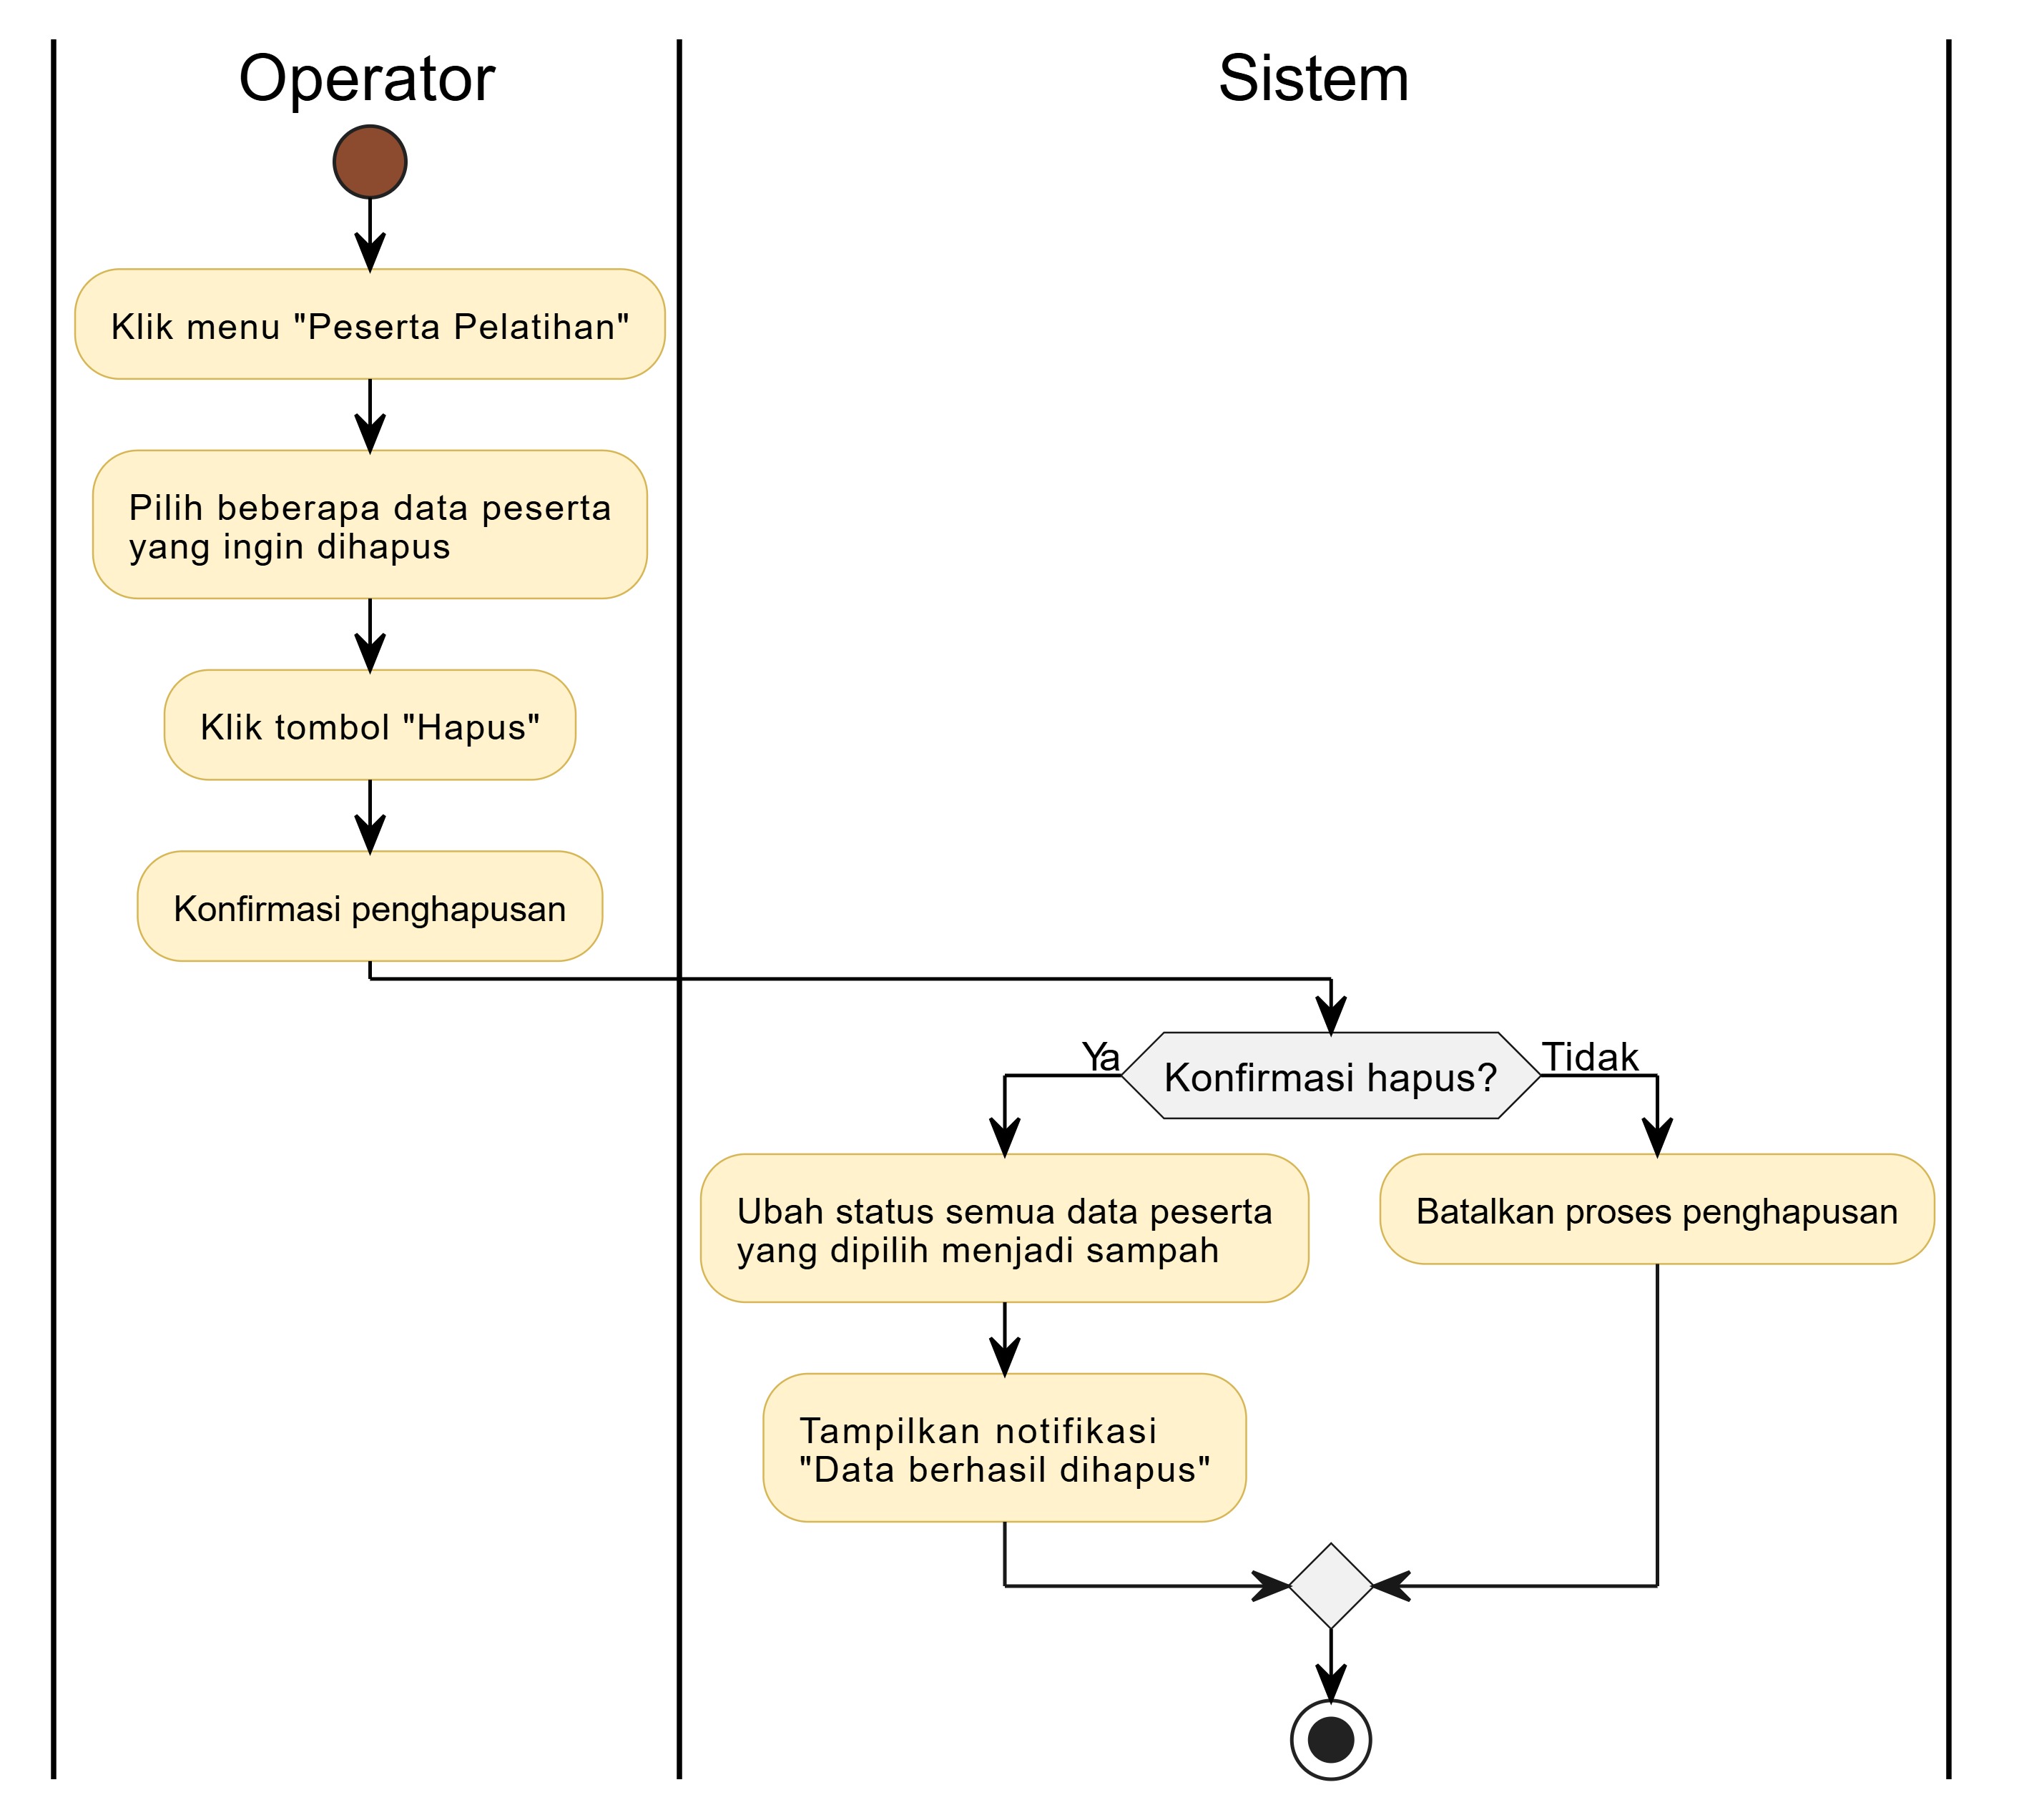 Operator
Sistem
Klik menu "Peserta Pelatihan"
Pilih beberapa data peserta
yang ingin dihapus
Klik tombol "Hapus"
Konfirmasi penghapusan
Ya
Konfirmasi hapus?
Tidak
Ubah status semua data peserta
yang dipilih menjadi sampah
Batalkan proses penghapusan
Tampilkan notifikasi
"Data berhasil dihapus"